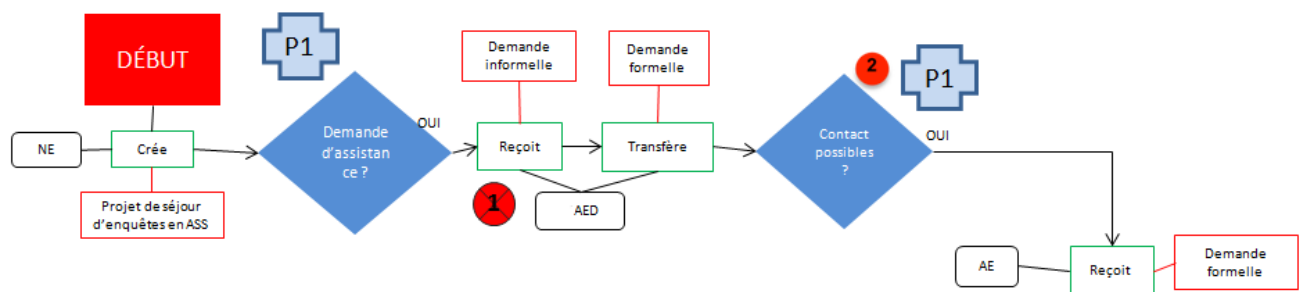 DÉBUT
P1
NE
Crée
Projet de séjour
d'enquêtes en ASS
Demande
d'assistan
ce ?
OUI
Demande
informelle
Reçoit
1
Demande
formelle
Transfère
AED
2
P1
Contact
possibles
?
OUI
AE
Reçoit
Demande
formelle